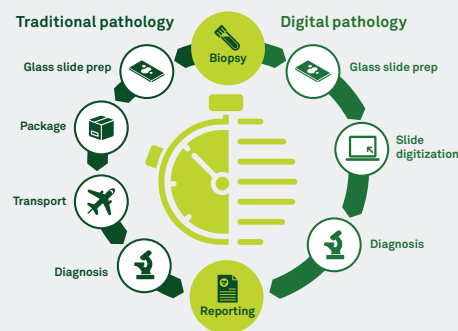 Traditional pathology
Digital pathology
Biopsy
Glass slide prep
Glass slide prep
Package
Slide
digitization
Transport
Diagnosis
Diagnosis
Reporting